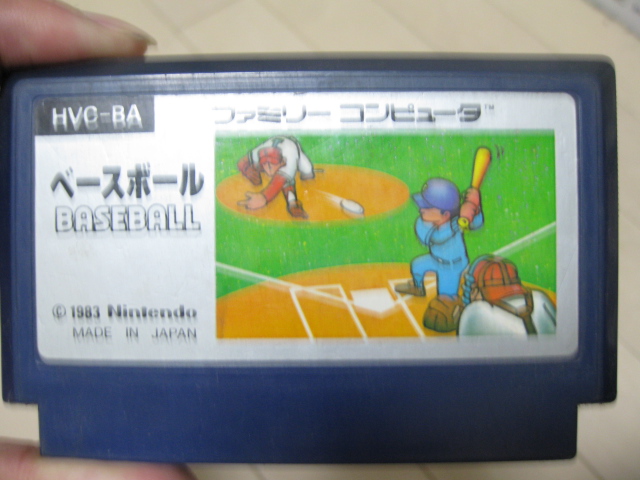 HVC-BA
ファミリー コンピュータ™
ベースボール
BASEBALL
© 1983 Nintendo
MADE IN JAPAN